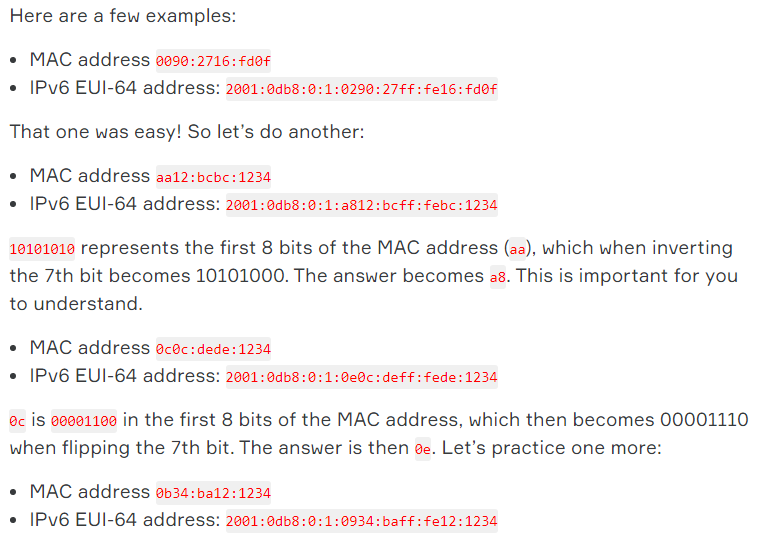 Here are a few examples:
• MAC address 0090:2716:fd0f
• IPv6 EUI-64 address: 2001:0db8:0:1:0290:27ff:fe16:fd0f
That one was easy! So let’s do another:
• MAC address aa12:bcbc:1234
• IPv6 EUI-64 address: 2001:0db8:0:1:a812:bcff:febc:1234
10101010 represents the first 8 bits of the MAC address (aa), which when inverting
the 7th bit becomes 10101000. The answer becomes a8. This is important for you
to understand.
• MAC address 0c0c:dede:1234
• IPv6 EUI-64 address: 2001:0db8:0:1:0e0c:deff:fede:1234
0c is 00001100 in the first 8 bits of the MAC address, which then becomes 00001110
when flipping the 7th bit. The answer is then 0e. Let’s practice one more:
• MAC address 0b34:ba12:1234
• IPv6 EUI-64 address: 2001:0db8:0:1:0934:baff:fe12:1234